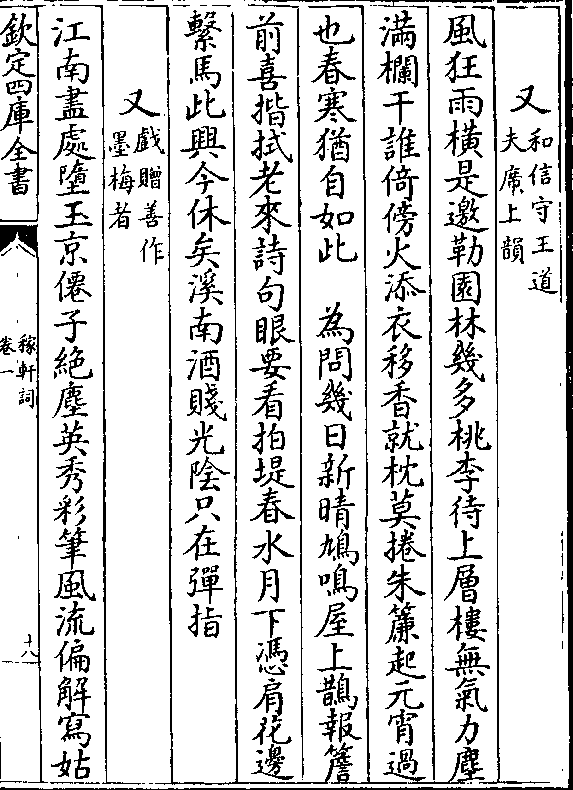 又和信守王道
夫廣上韻
風狂雨橫是邀勒園林幾多桃李待上層樓無氣力塵
滿欄干誰倚傍火添衣移香就枕莫捲朱簾起元宵過
也春寒猶自如此　為問幾日新晴鳩鳴屋上鵲報簷
前喜揩拭老來詩句眼要看拍堤春水月下憑肩花邊
繫馬此興今休矣溪南酒賤光陰只在彈指
又戲贈善作
墨梅者
江南盡處墮玉京僊子絶塵英秀彩筆風流偏解寫姑
欽定四庫全書
稼軒詞
卷一
十八